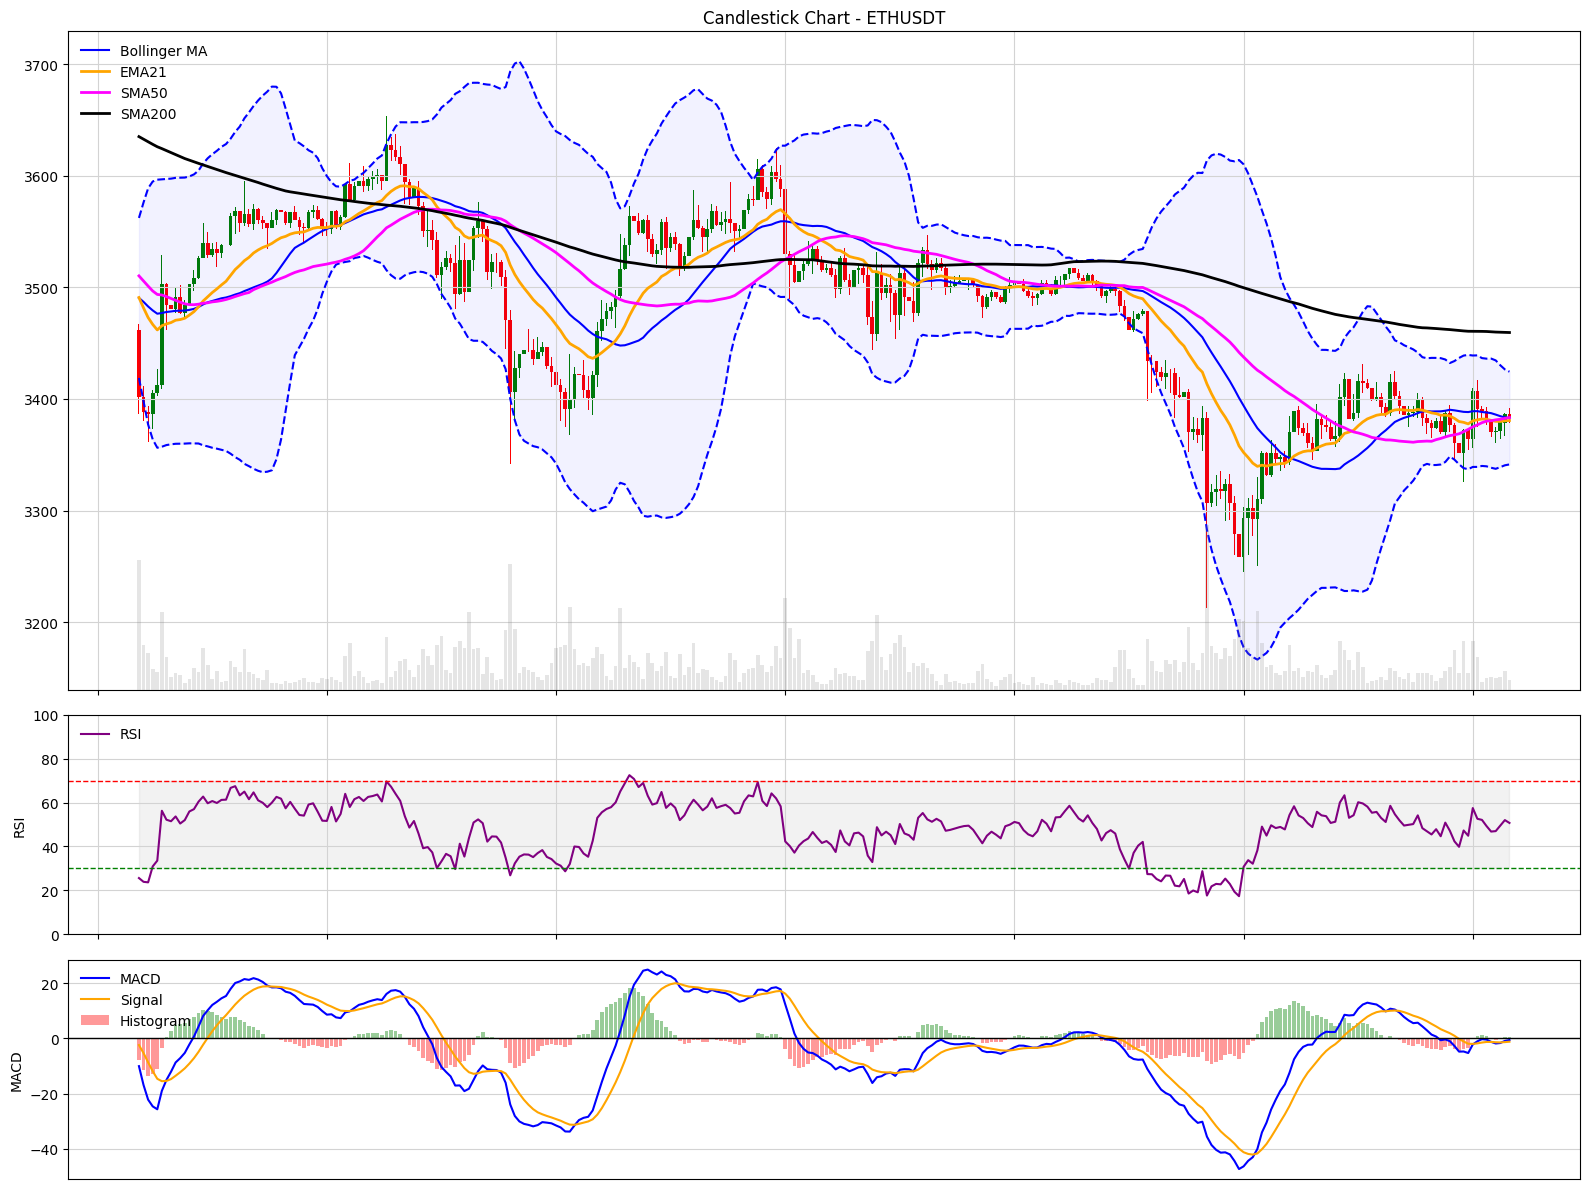 Candlestick Chart - ETHUSDT
Bollinger MA
EMA21
SMA50
SMA200
3700
3600
3500
3400
3300
3200
RSI
100
80
60
40
20
0
RSI
MACD
Signal
Histogram
20
0
−20
−40
MACD